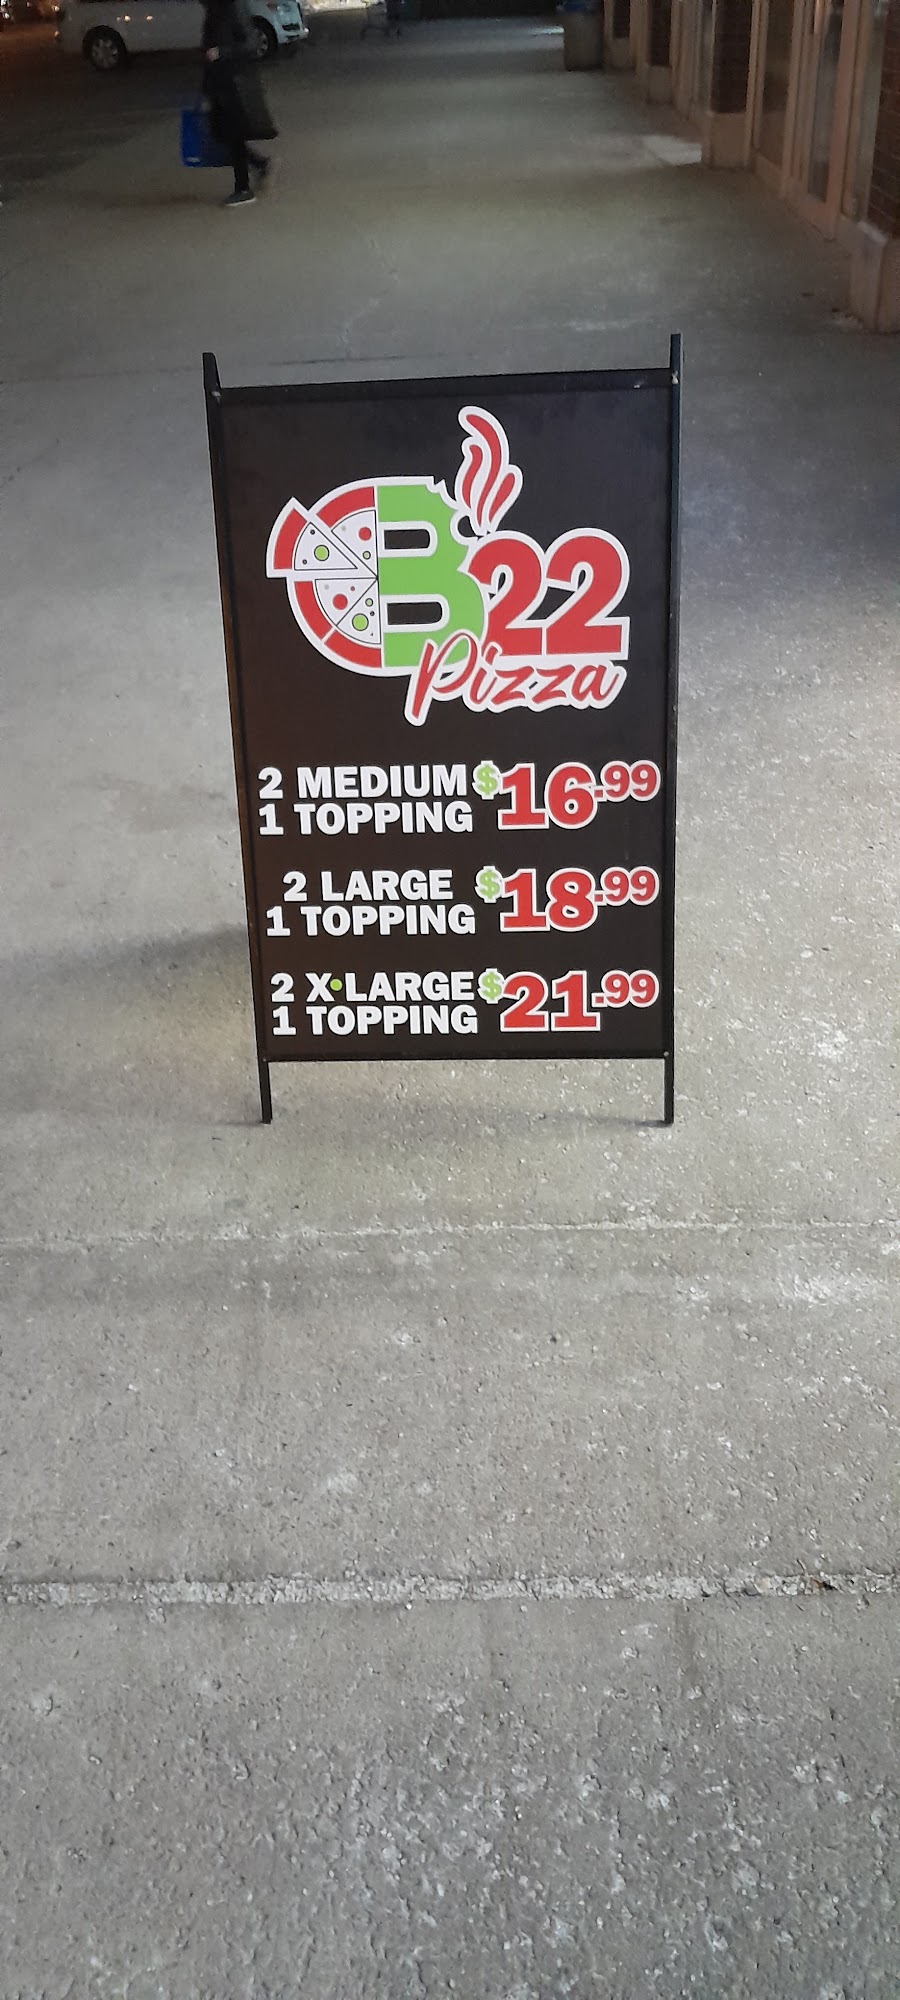 B22
Pizza
2 MEDIUM $16.99
1 TOPPING
2 LARGE $18.99
1 TOPPING
2 X•LARGE $21.99
1 TOPPING